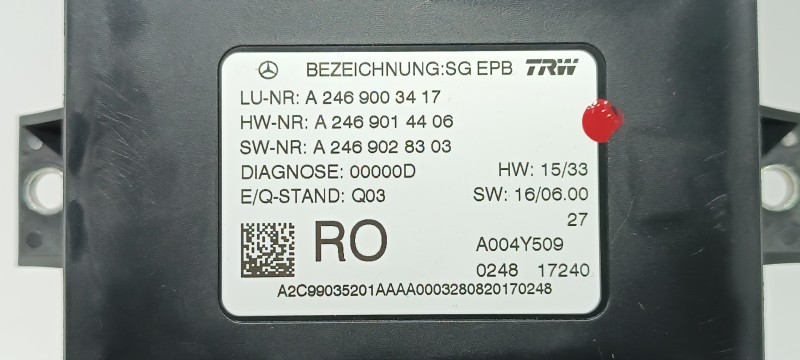 BEZEICHNUNG:SG EPB TRW
LU-NR: A 246 900 34 17
HW-NR: A 246 901 44 06
SW-NR: A 246 902 83 03
DIAGNOSE: 00000D HW: 15/33
E/Q-STAND: Q03 SW: 16/06.00
27
RO A004Y509
0248 17240
A2C99035201AAAA0003280820170248